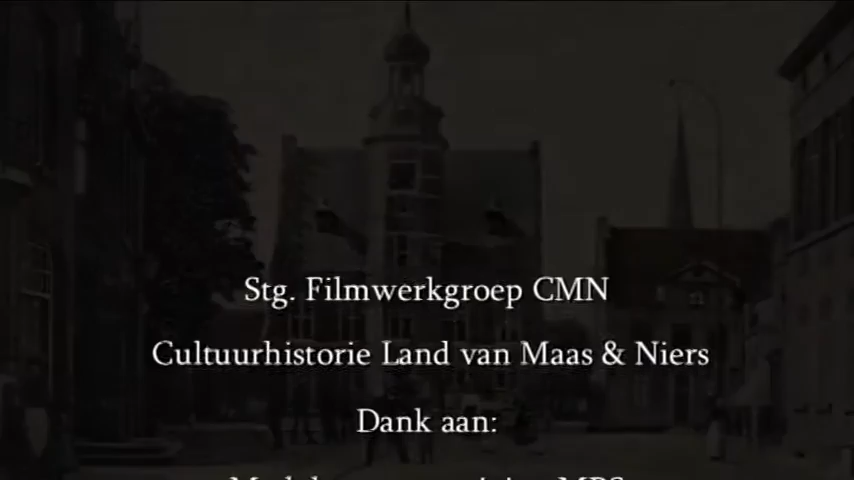 Stg. Filmwerkgroep CMN
Cultuurhistorie Land van Maas & Niers
Dank aan: